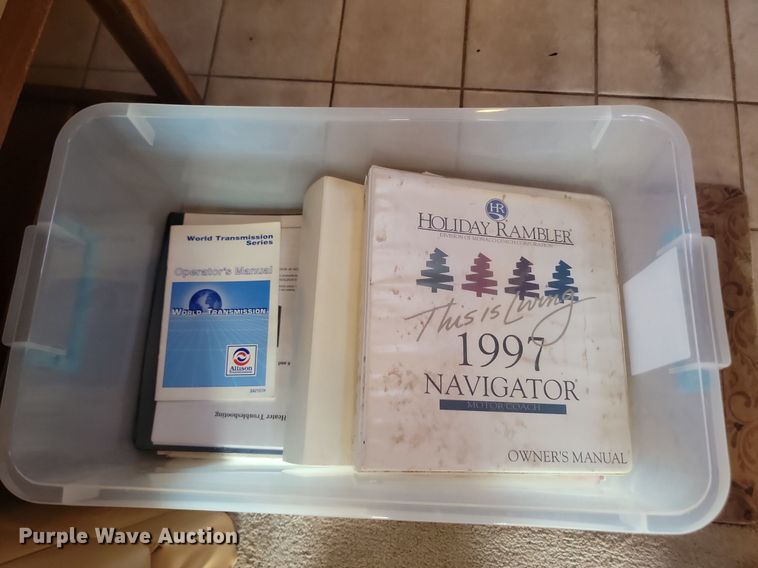 World Transmission
Series
Operator's Manual
WORLD TRANSMISSION
Allison
Heater Troubleshooting
HR
HOLIDAY RAMBLER
DIVISION OF MONACO COACH CORPORATION
This is Living
1997
NAVIGATOR
MOTOR COACH
OWNER'S MANUAL
Purple Wave Auction